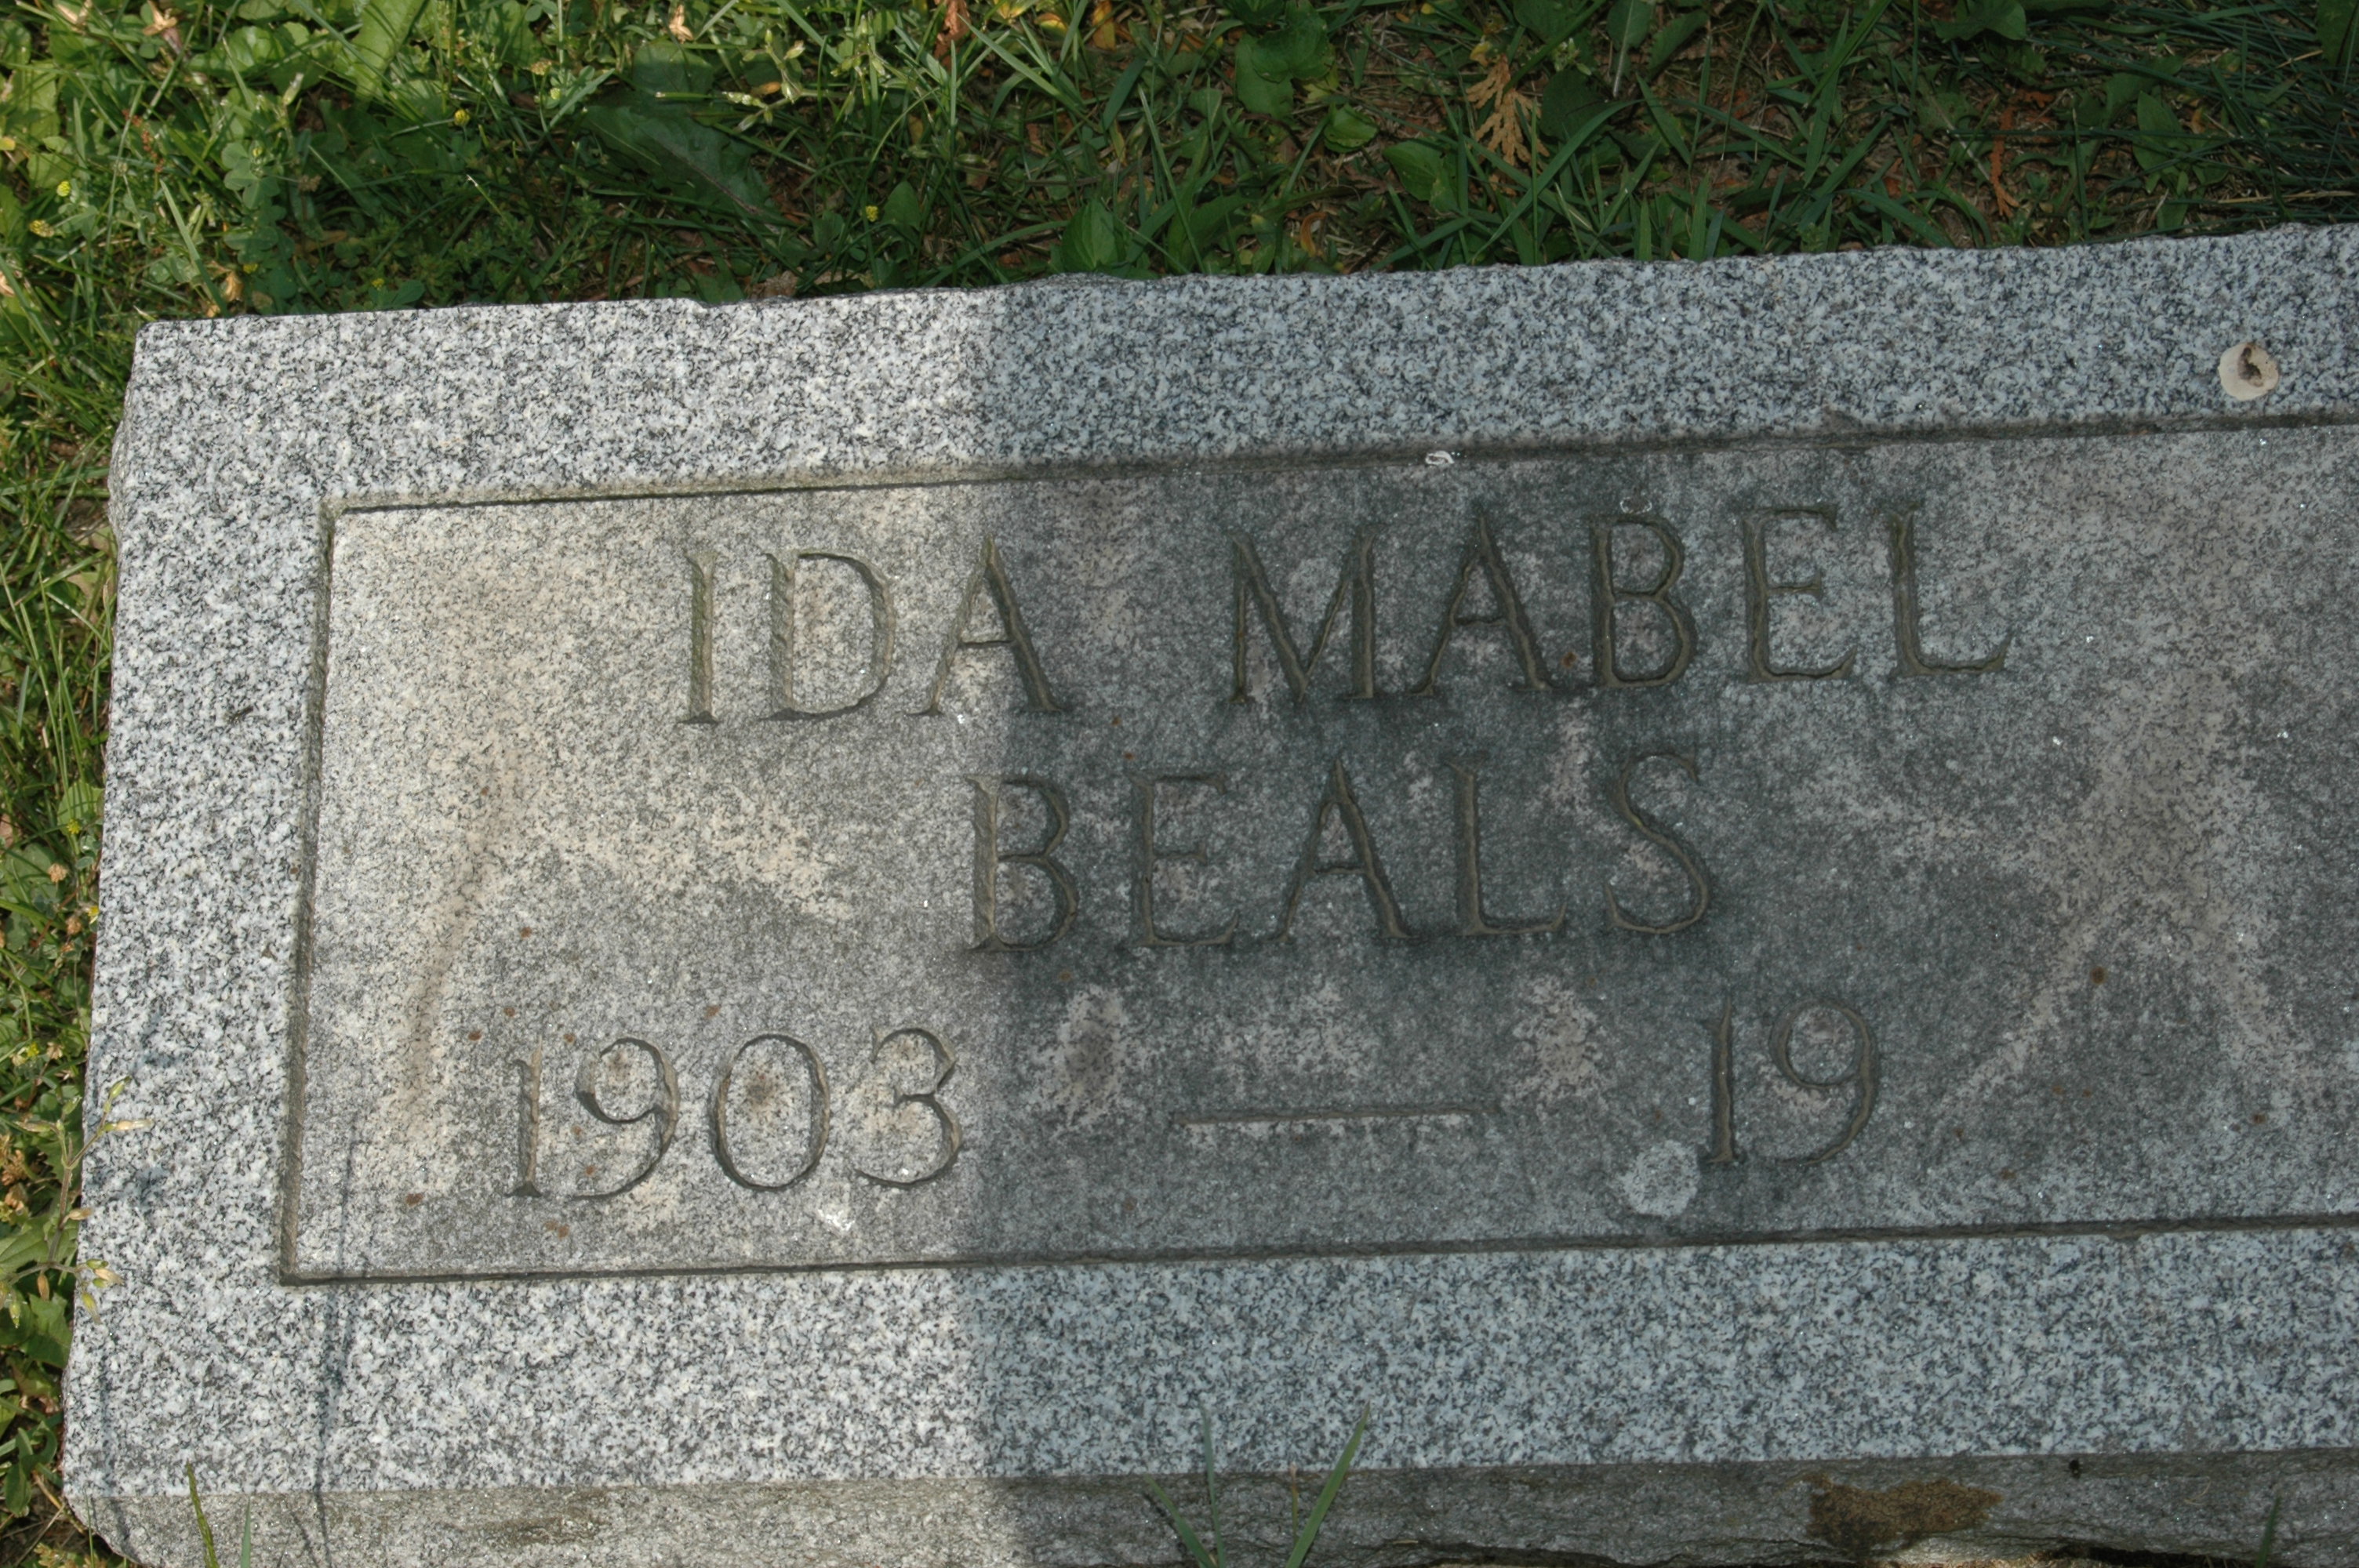 IDA MABEL
BEALS
1903 — 19